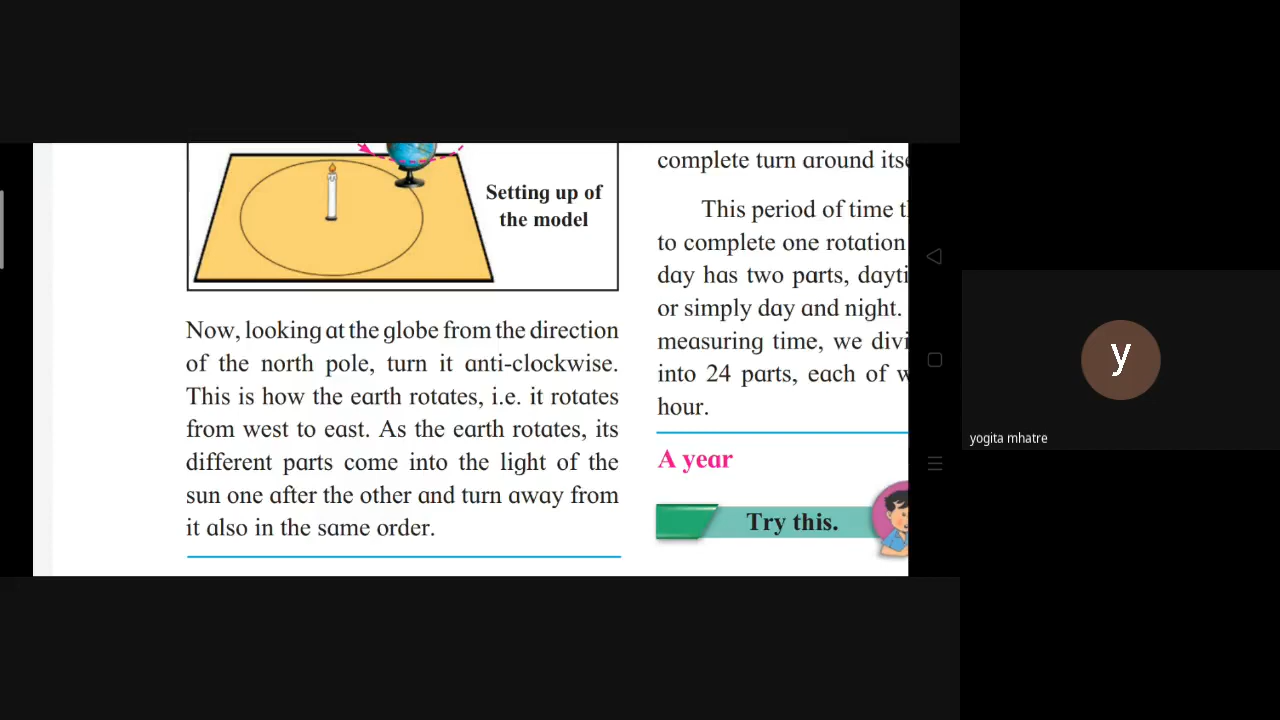 Setting up of
the model
Now, looking at the globe from the direction
of the north pole, turn it anti-clockwise.
This is how the earth rotates, i.e. it rotates
from west to east. As the earth rotates, its
different parts come into the light of the
sun one after the other and turn away from
it also in the same order.
complete turn around
This period of time
to complete one rotation
day has two parts,
or simply day and night.
measuring time, we
into 24 parts, each of
hour.
A year
Try this.
y
yogita mhatre